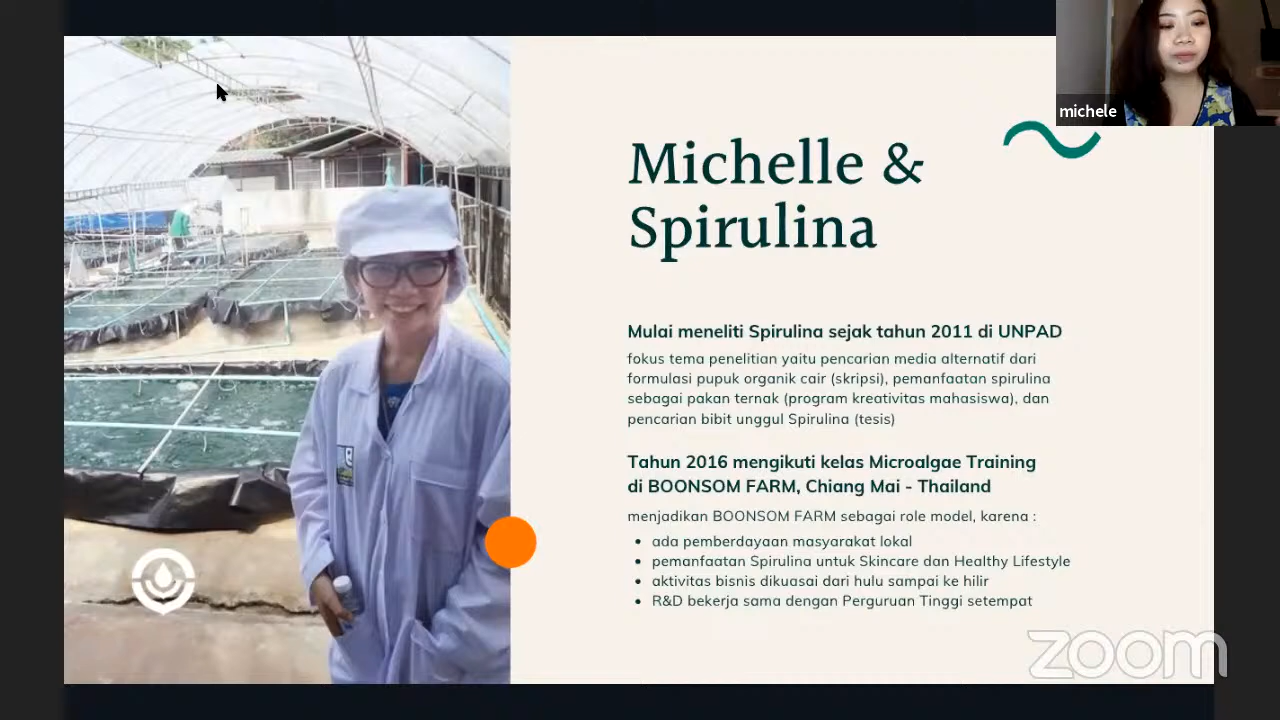 michele
Michelle &
Spirulina
Mulai meneliti Spirulina sejak tahun 2011 di UNPAD
fokus tema penelitian yaitu pencarian media alternatif dari
formulasi pupuk organik cair (skripsi), pemanfaatan spirulina
sebagai pakan ternak (program kreativitas mahasiswa), dan
pencarian bibit unggul Spirulina (tesis)
Tahun 2016 mengikuti kelas Microalgae Training
di BOONSOM FARM, Chiang Mai - Thailand
menjadikan BOONSOM FARM sebagai role model, karena :
• ada pemberdayaan masyarakat lokal
• pemanfaatan Spirulina untuk Skincare dan Healthy Lifestyle
• aktivitas bisnis dikuasai dari hulu sampai ke hilir
• R&D bekerja sama dengan Perguruan Tinggi setempat
zoom